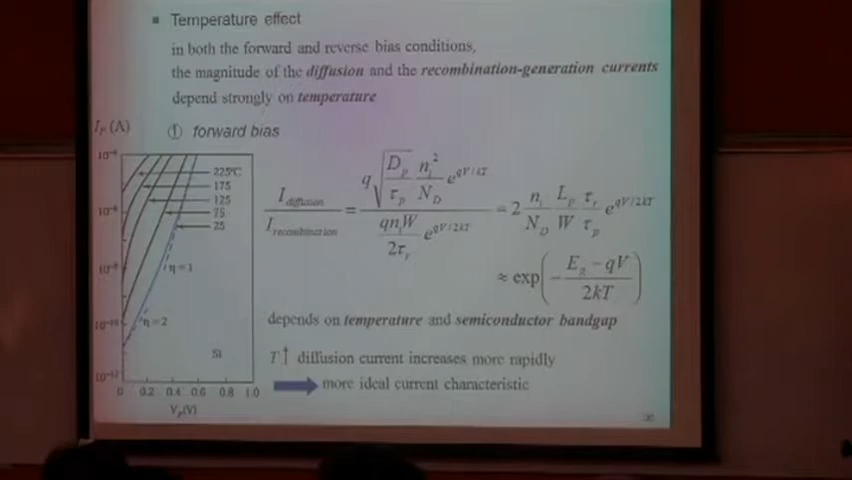 ▪ Temperature effect
in both the forward and reverse bias conditions,
the magnitude of the diffusion and the recombination-generation currents
depend strongly on temperature
① forward bias
I_F (A)
10⁻⁴
10⁻⁶
10⁻⁸
10⁻¹⁰
10⁻¹²
225°C
175
125
75
25
η=1
η=2
Si
0 0.2 0.4 0.6 0.8 1.0
V_F(V)
I_diffusion / I_recombination = (q √(D_p/τ_p) (n_i²/N_D) e^(qV/kT)) / ((qn_iW/2τ_r) e^(qV/2kT)) = 2 (n_i/N_D) (L_p/W) (τ_r/τ_p) e^(qV/2kT)
≈ exp(−(E_g − qV)/2kT)
depends on temperature and semiconductor bandgap
T↑ diffusion current increases more rapidly
more ideal current characteristic